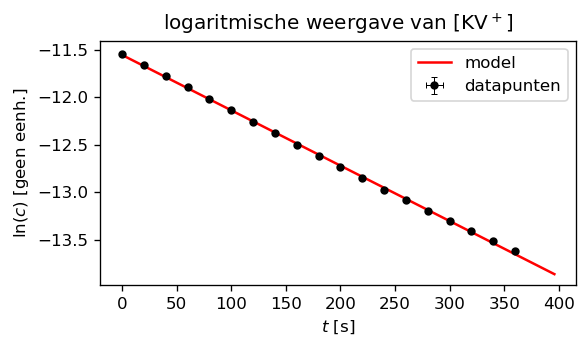 logaritmische weergave van [KV⁺]
model
datapunten
−11.5
−12.0
−12.5
−13.0
−13.5
ln(c) [geen eenh.]
0 50 100 150 200 250 300 350 400
t [s]